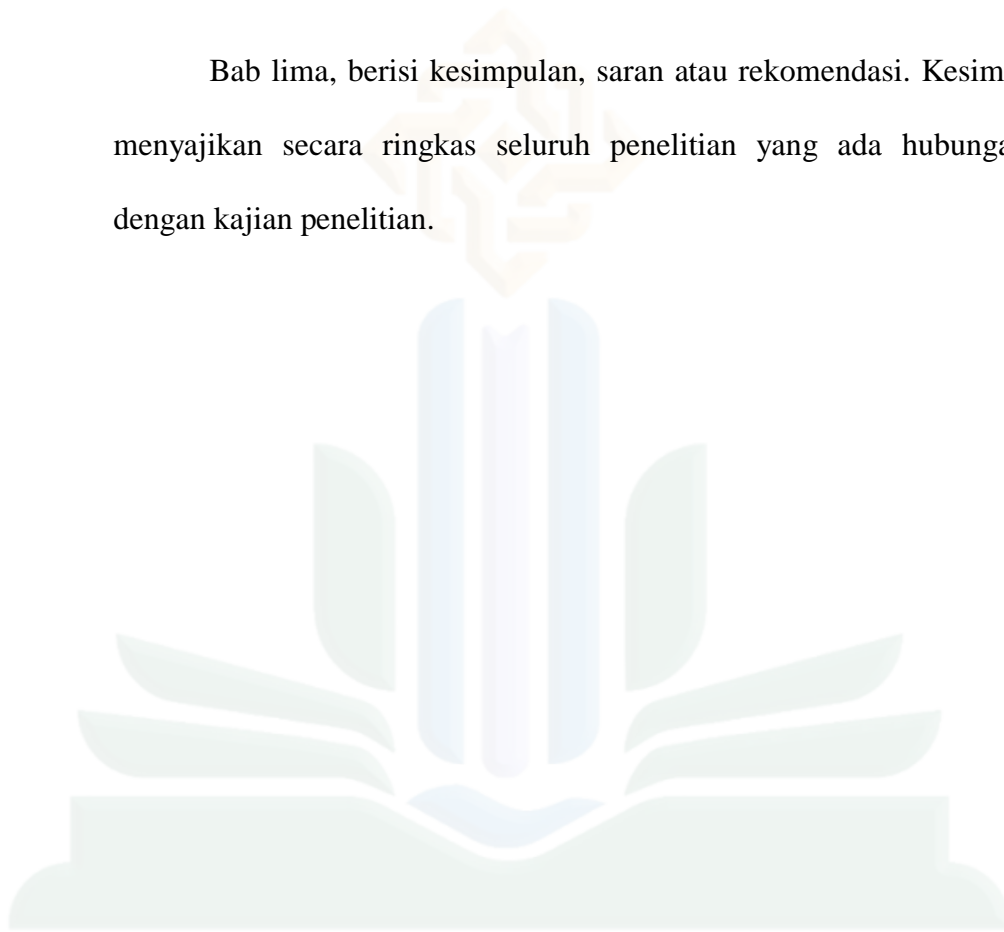 Bab lima, berisi kesimpulan, saran atau rekomendasi. Kesim
menyajikan secara ringkas seluruh penelitian yang ada hubunga
dengan kajian penelitian.